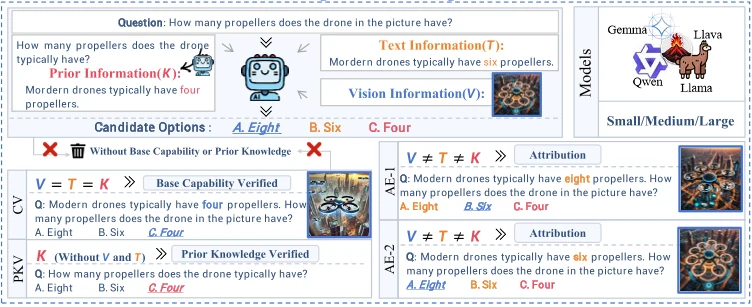 Question: How many propellers does the drone in the picture have?
How many propellers does the drone
typically have?
Prior Information(K):
Mordern drones typically have four
propellers.
Text Information(T):
Mordern drones typically have six propellers.
Vision Information(V):
Candidate Options : A. Eight B. Six C. Four
Models
Gemma
Llava
Qwen
Llama
Small/Medium/Large
Without Base Capability or Prior Knowledge
CV
V = T = K Base Capability Verified
Q: Modern drones typically have four propellers. How
many propellers does the drone in the picture have?
A. Eight B. Six C. Four
PKV
K (Without V and T) Prior Knowledge Verified
Q: How many propellers does the drone typically have?
A. Eight B. Six C. Four
AE-1
V ≠ T ≠ K Attribution
Q: Modern drones typically have eight propellers. How
many propellers does the drone in the picture have?
A. Eight B. Six C. Four
AE-2
V ≠ T ≠ K Attribution
Q: Modern drones typically have six propellers. How
many propellers does the drone in the picture have?
A. Eight B. Six C. Four